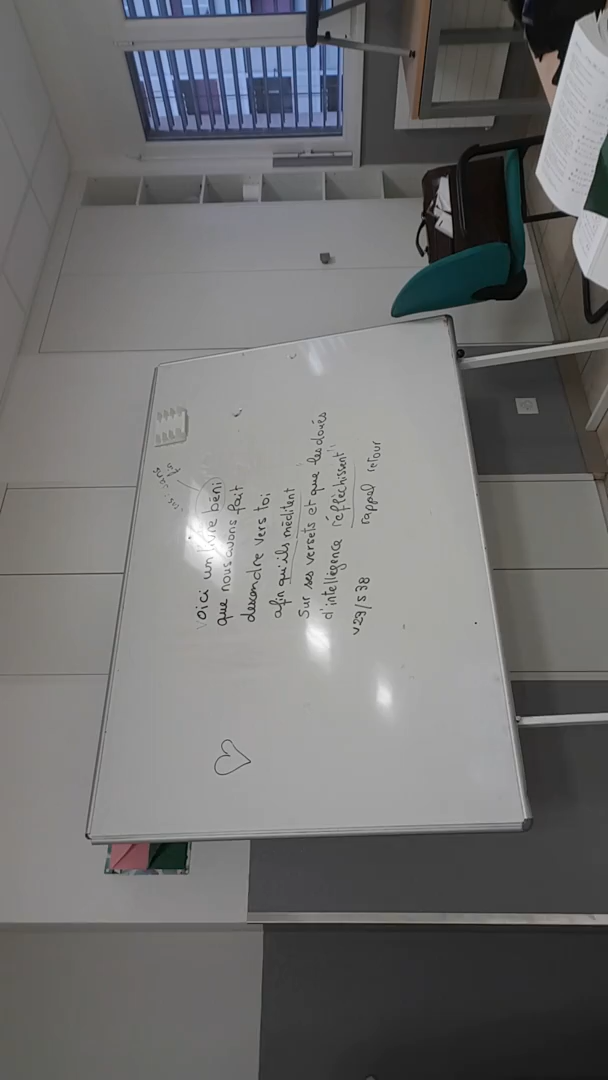 Voici un livre béni
que nous avons fait
descendre vers toi
afin qu'ils méditent
sur ses versets et que les doués
d'intelligence réfléchissent"
rappel retour
V29/S38